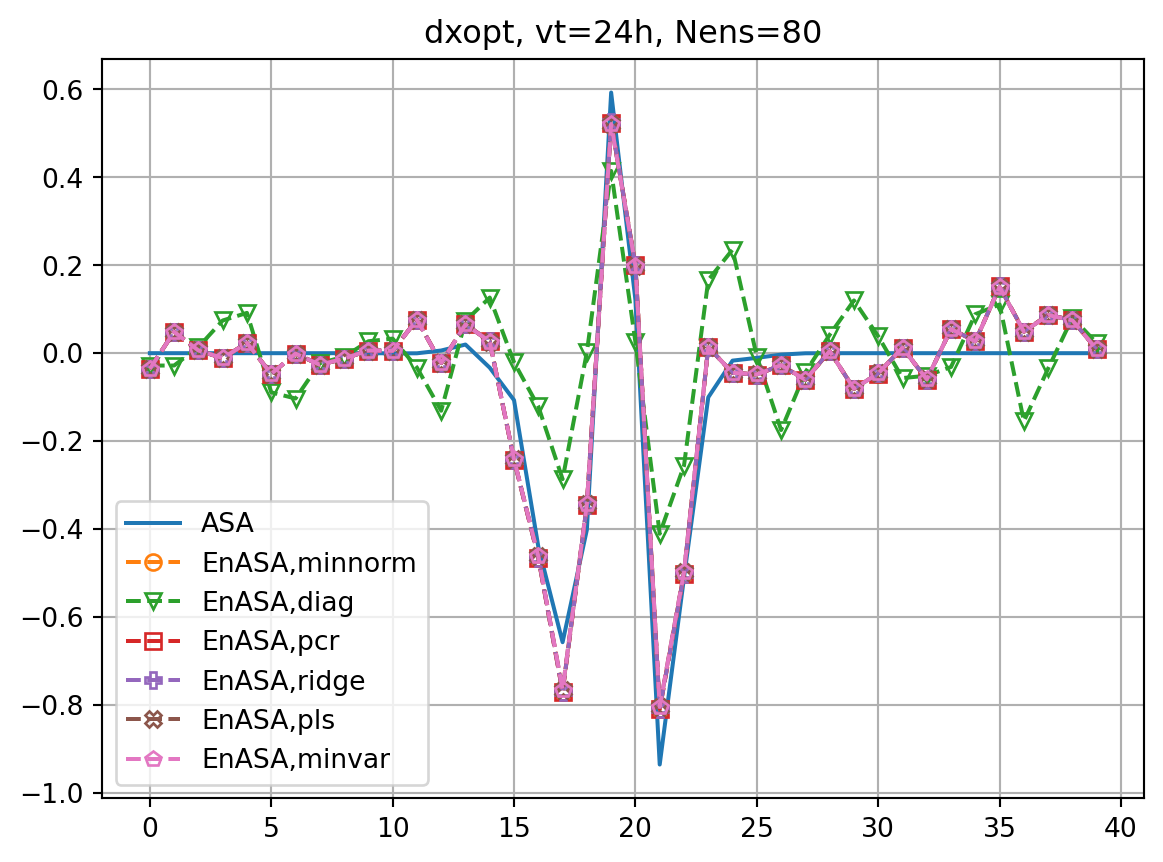 dxopt, vt=24h, Nens=80
0.6
0.4
0.2
0.0
−0.2
−0.4
−0.6
−0.8
−1.0
ASA
EnASA,minnorm
EnASA,diag
EnASA,pcr
EnASA,ridge
EnASA,pls
EnASA,minvar
0 5 10 15 20 25 30 35 40